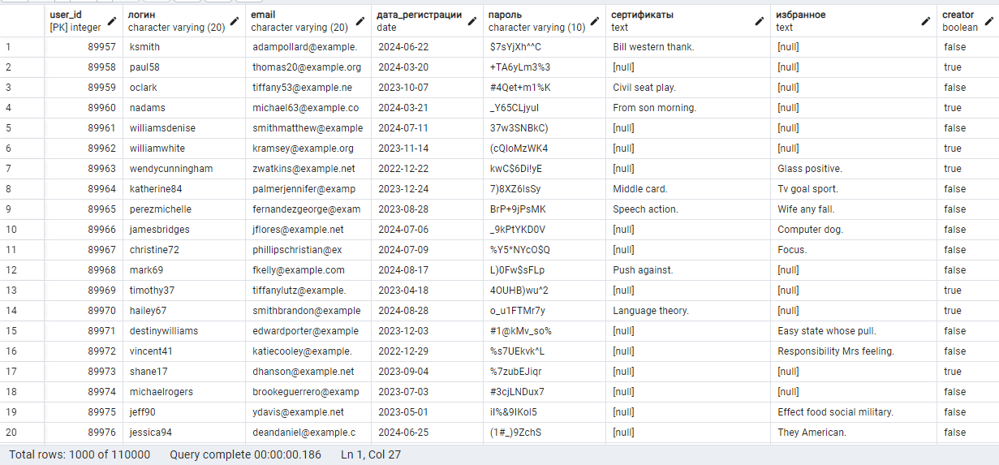 user_id логин email дата_регистрации пароль сертификаты избранное creator
[PK] integer character varying (20) character varying (20) date character varying (10) text text boolean
1 89957 ksmith adampollard@example. 2024-06-22 $7sYjXh^^C Bill western thank. [null] false
2 89958 paul58 thomas20@example.org 2024-03-20 +TA6yLm3%3 [null] [null] true
3 89959 oclark tiffany53@example.ne 2023-10-07 #4Qet+m1%K Civil seat play. [null] false
4 89960 nadams michael63@example.co 2024-03-21 _Y65CLjyuI From son morning. [null] true
5 89961 williamsdenise smithmatthew@example 2024-07-11 37w3SNBkC) [null] [null] false
6 89962 williamwhite kramsey@example.org 2023-11-14 (cQIoMzWK4 [null] [null] true
7 89963 wendycunningham zwatkins@example.net 2022-12-22 kwC$6Di!yE [null] Glass positive. true
8 89964 katherine84 palmerjennifer@examp 2023-12-24 7)8XZ6IsSy Middle card. Tv goal sport. false
9 89965 perezmichelle fernandezgeorge@exam 2023-08-28 BrP+9jPsMK Speech action. Wife any fall. false
10 89966 jamesbridges jflores@example.net 2024-07-06 _9kPtYKD0V [null] Computer dog. false
11 89967 christine72 phillipschristian@ex 2024-07-09 %Y5*NYcO$Q [null] Focus. false
12 89968 mark69 fkelly@example.com 2024-08-17 L)0Fw$sFLp Push against. [null] false
13 89969 timothy37 tiffanylutz@example. 2023-04-18 4OUHB)wu^2 [null] [null] true
14 89970 hailey67 smithbrandon@example 2024-08-28 o_u1FTMr7y Language theory. [null] true
15 89971 destinywilliams edwardporter@example 2023-12-03 #1@kMv_so% [null] Easy state whose pull. false
16 89972 vincent41 katiecooley@example. 2022-12-29 %s7UEkvk^L [null] Responsibility Mrs feeling. false
17 89973 shane17 dhanson@example.net 2023-09-04 %7zubEJiqr [null] [null] true
18 89974 michaelrogers brookeguerrero@examp 2023-07-03 #3cjLNDux7 [null] [null] false
19 89975 jeff90 ydavis@example.net 2023-05-01 iI%&9IKol5 [null] Effect food social military. false
20 89976 jessica94 deandaniel@example.c 2024-06-25 (1#_)9ZchS [null] They American. false
Total rows: 1000 of 110000 Query complete 00:00:00.186 Ln 1, Col 27